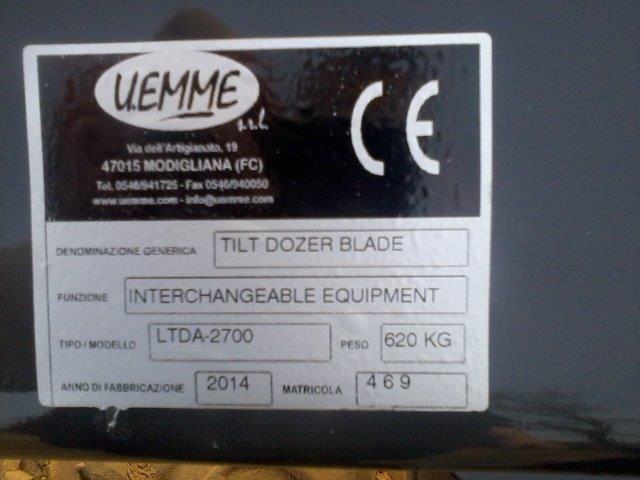 U.EMME
s.r.l.
CE
Via dell'Artigianato, 19
47015 MODIGLIANA (FC)
Tel. 0546/941725 - Fax 0546/940050
www.uemme.com - info@uemme.com
DENOMINAZIONE GENERICA TILT DOZER BLADE
FUNZIONE INTERCHANGEABLE EQUIPMENT
TIPO / MODELLO LTDA-2700 PESO 620 KG
ANNO DI FABBRICAZIONE 2014 MATRICOLA 469